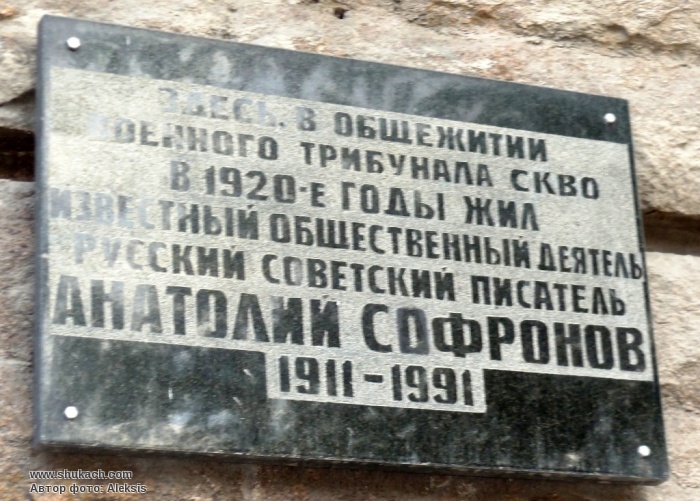 ЗДЕСЬ, В ОБЩЕЖИТИИ
ВОЕННОГО ТРИБУНАЛА СКВО
В 1920-Е ГОДЫ ЖИЛ
ИЗВЕСТНЫЙ ОБЩЕСТВЕННЫЙ ДЕЯТЕЛЬ
РУССКИЙ СОВЕТСКИЙ ПИСАТЕЛЬ
АНАТОЛИЙ СОФРОНОВ
1911-1991
www.shukach.com
Автор фото: Aleksis